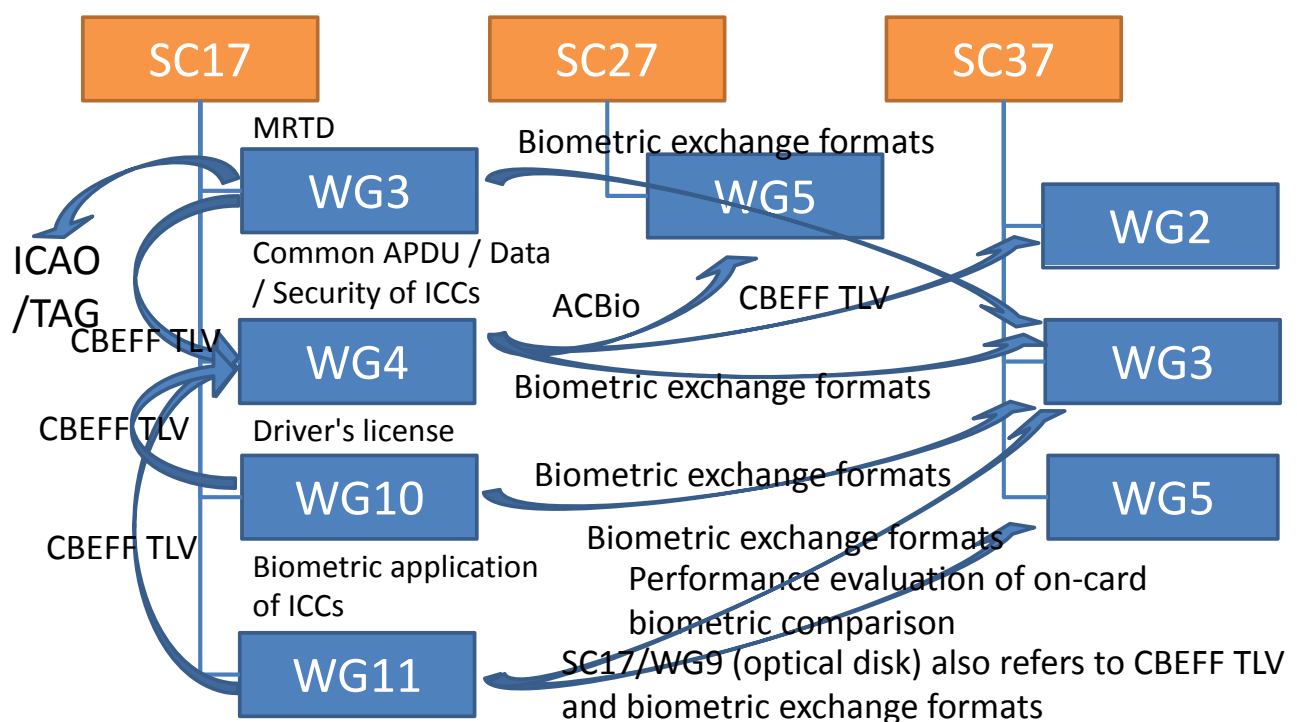 SC17
SC27
SC37
MRTD
Biometric exchange formats
WG3
WG5
WG2
ICAO
/TAG
Common APDU / Data
/ Security of ICCs
ACBio
CBEFF TLV
CBEFF TLV
WG4
WG3
Biometric exchange formats
CBEFF TLV
Driver's license
Biometric exchange formats
WG10
WG5
CBEFF TLV
Biometric exchange formats
Biometric application
of ICCs
Performance evaluation of on-card
biometric comparison
WG11
SC17/WG9 (optical disk) also refers to CBEFF TLV
and biometric exchange formats